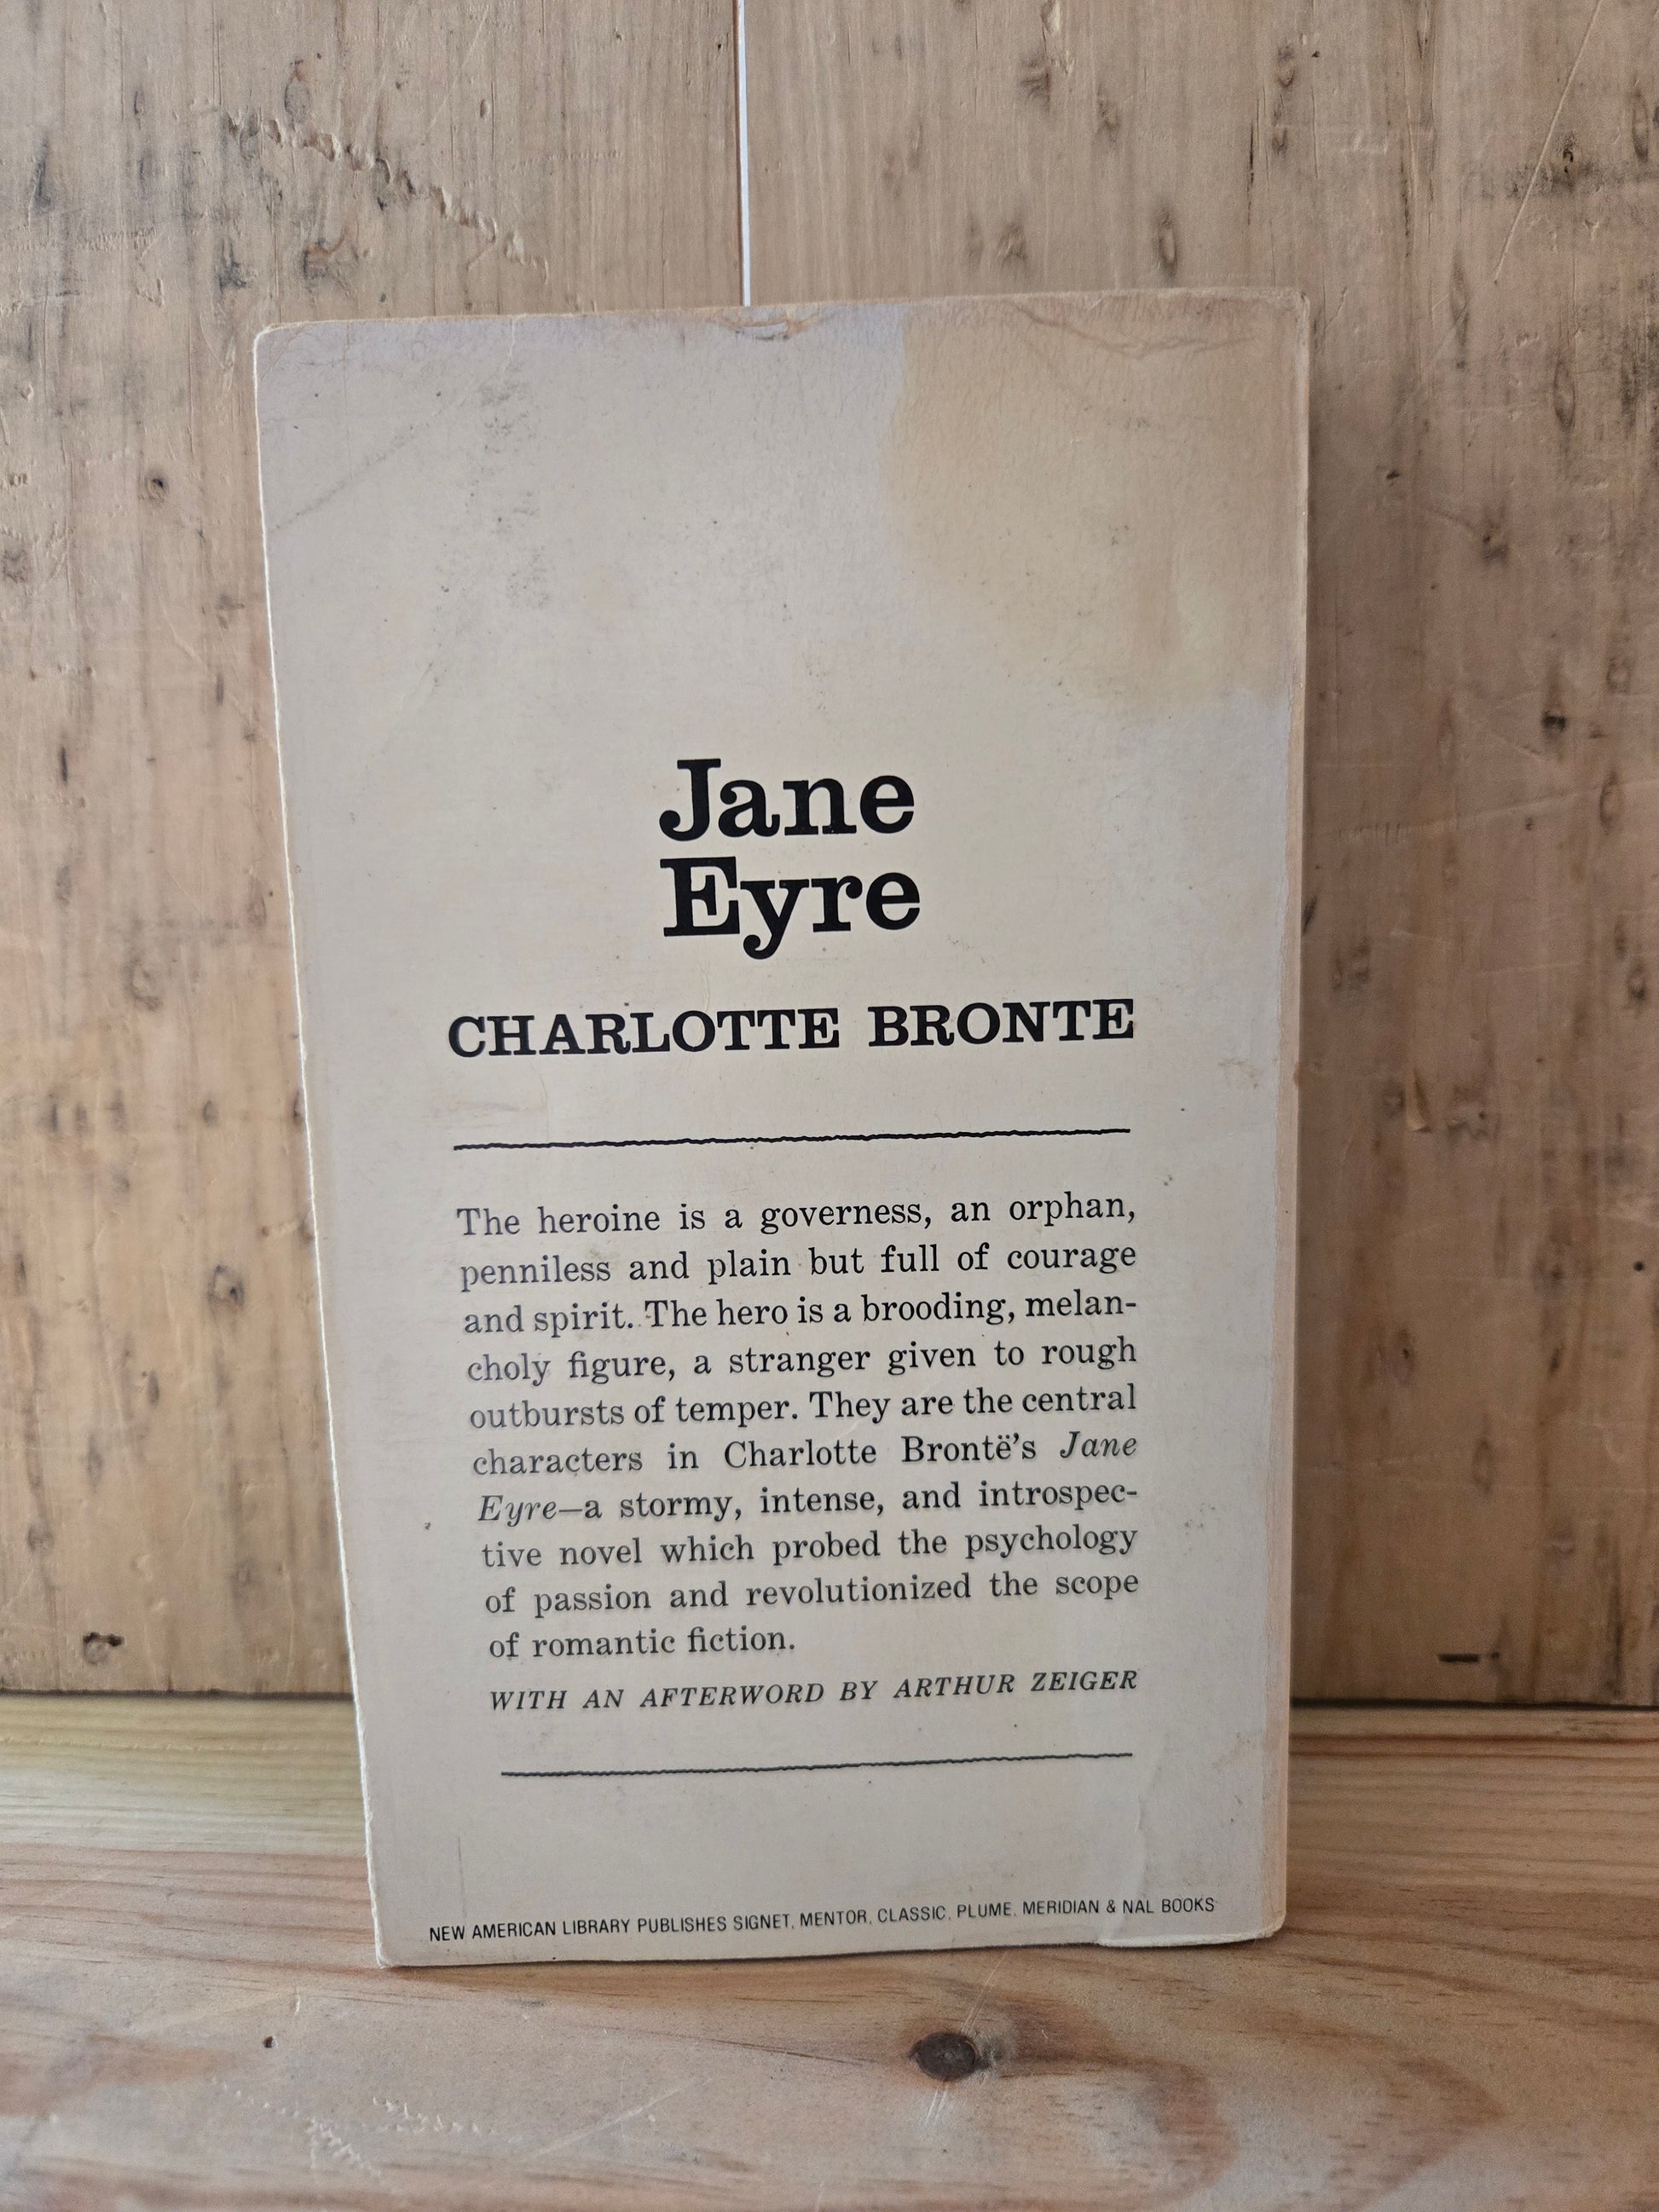 Jane
Eyre
CHARLOTTE BRONTE
The heroine is a governess, an orphan,
penniless and plain but full of courage
and spirit. The hero is a brooding, melan-
choly figure, a stranger given to rough
outbursts of temper. They are the central
characters in Charlotte Brontë's Jane
Eyre—a stormy, intense, and introspec-
tive novel which probed the psychology
of passion and revolutionized the scope
of romantic fiction.
WITH AN AFTERWORD BY ARTHUR ZEIGER
NEW AMERICAN LIBRARY PUBLISHES SIGNET, MENTOR, CLASSIC, PLUME, MERIDIAN & NAL BOOKS